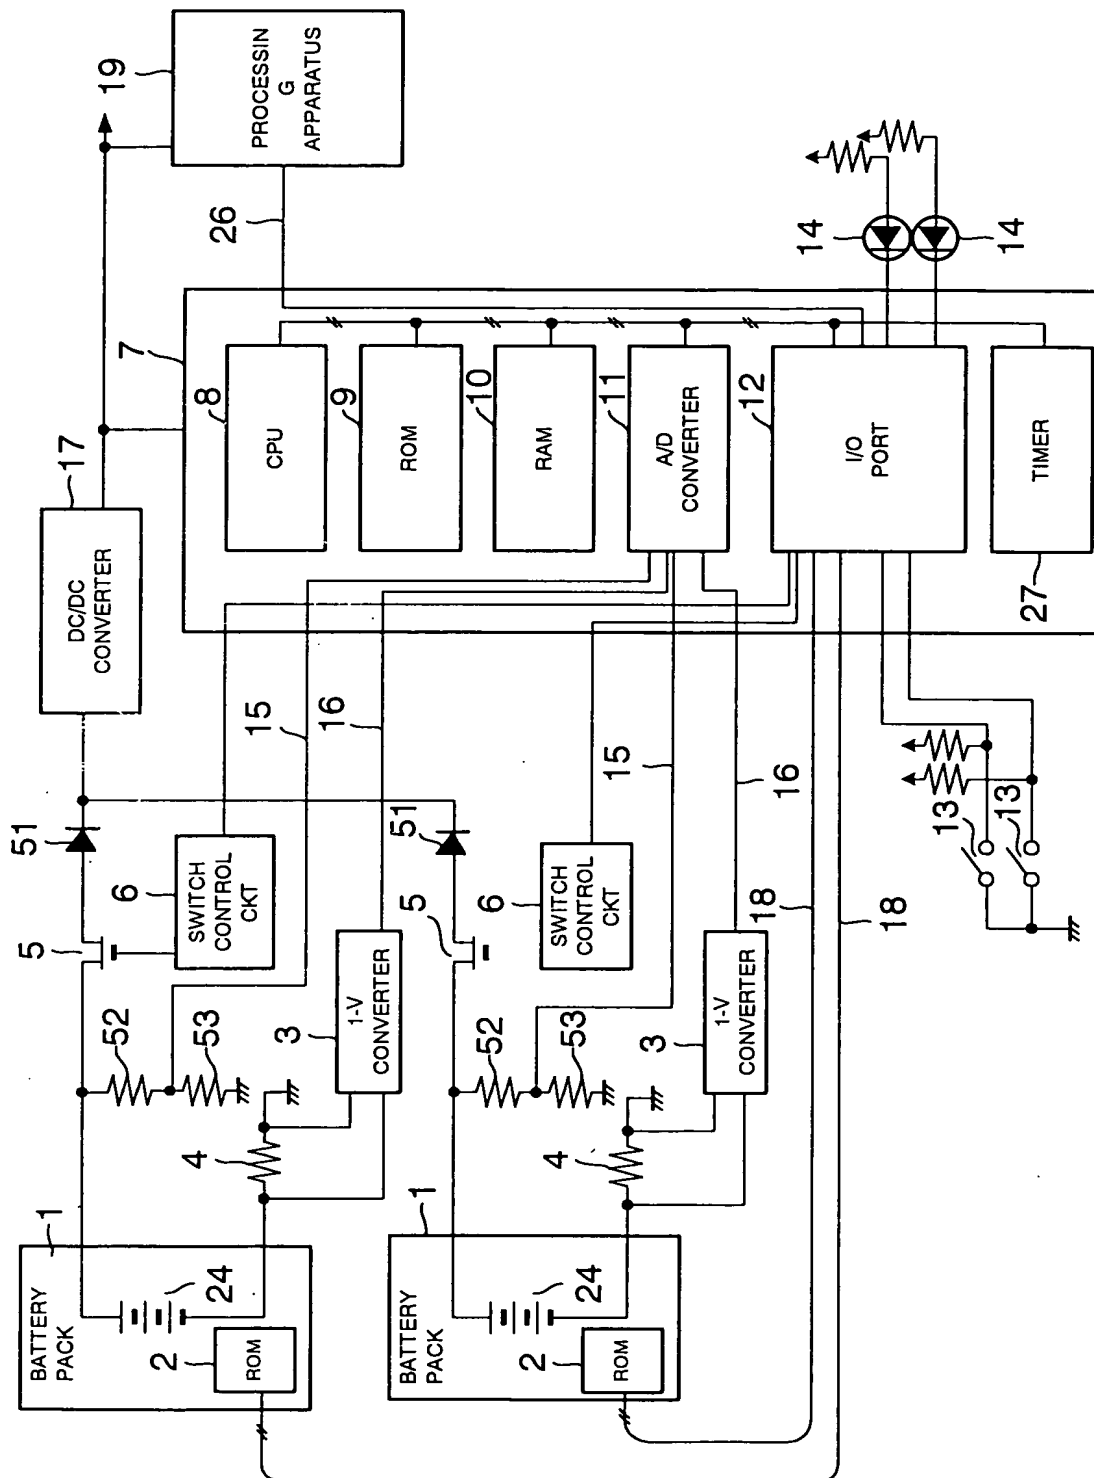 19
PROCESSIN
G
APPARATUS
26
14
14
7
8
CPU
9
ROM
10
RAM
11
A/D
CONVERTER
12
I/O
PORT
27
TIMER
17
DC/DC
CONVERTER
15
16
15
16
18
18
13
13
51
5
6
SWITCH
CONTROL
CKT
51
5
6
SWITCH
CONTROL
CKT
52
53
3
1-V
CONVERTER
4
52
53
3
1-V
CONVERTER
4
1
BATTERY
PACK
24
2
ROM
1
BATTERY
PACK
24
2
ROM